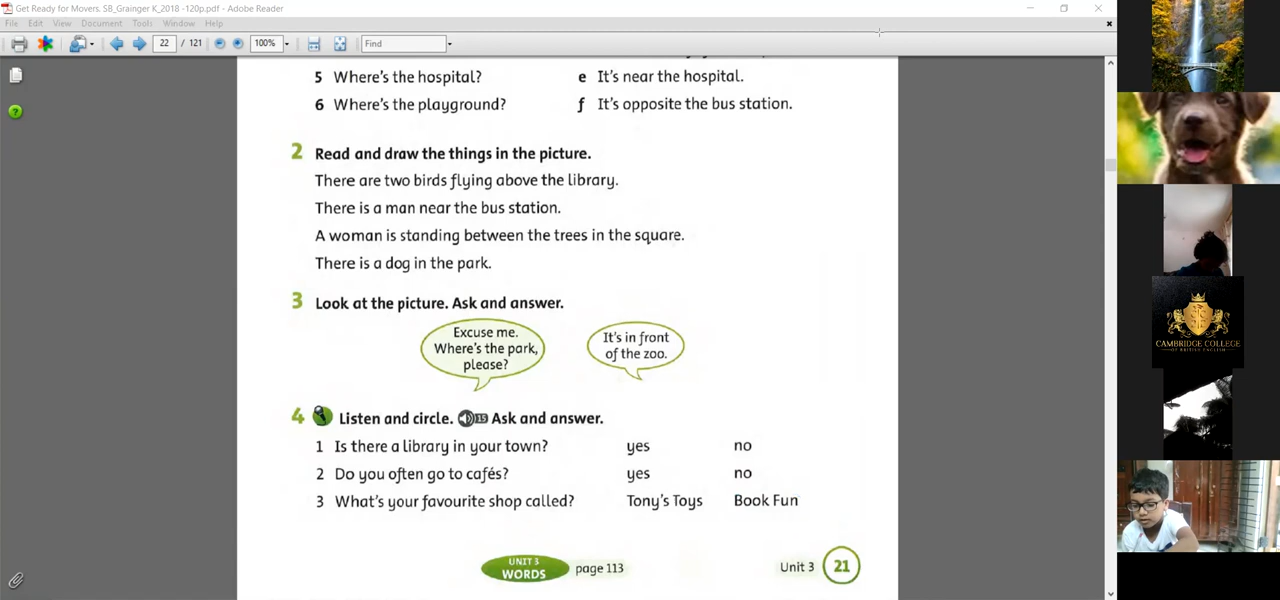 Get Ready for Movers. SB_Grainger K_2018 -120p.pdf - Adobe Reader
File Edit View Document Tools Window Help
22 / 121 100% Find
5 Where's the hospital? e It's near the hospital.
6 Where's the playground? f It's opposite the bus station.
2 Read and draw the things in the picture.
There are two birds flying above the library.
There is a man near the bus station.
A woman is standing between the trees in the square.
There is a dog in the park.
3 Look at the picture. Ask and answer.
Excuse me.
Where's the park,
please?
It's in front
of the zoo.
4 Listen and circle. 15 Ask and answer.
1 Is there a library in your town? yes no
2 Do you often go to cafés? yes no
3 What's your favourite shop called? Tony's Toys Book Fun
UNIT 3
WORDS
page 113
Unit 3 21
CAMBRIDGE COLLEGE
OF BRITISH ENGLISH